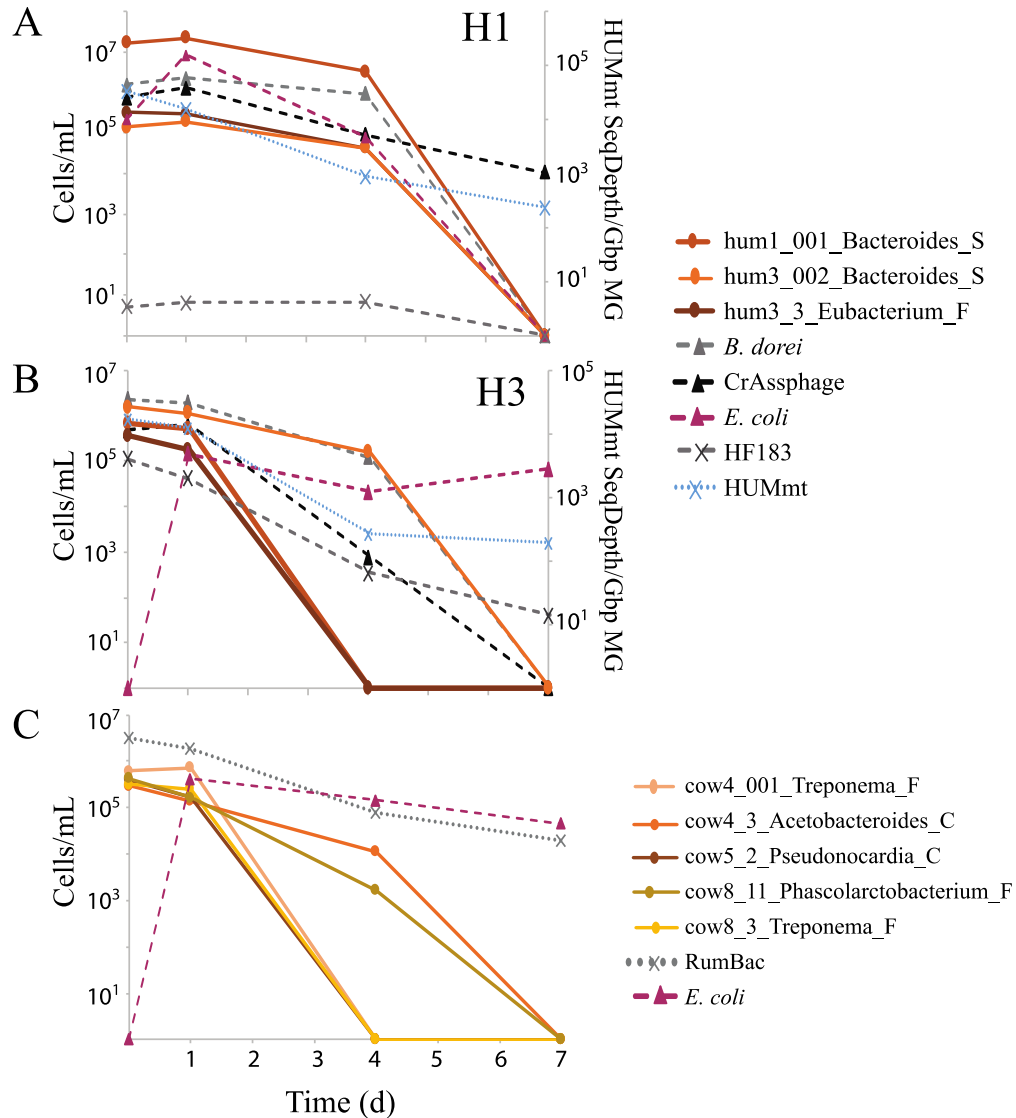 A
H1
10^7
10^5
10^3
10^1
Cells/mL
10^5
10^3
10^1
HUMmt SeqDepth/Gbp MG
hum1_001_Bacteroides_S
hum3_002_Bacteroides_S
hum3_3_Eubacterium_F
B. dorei
CrAssphage
E. coli
HF183
HUMmt
B
H3
10^7
10^5
10^3
10^1
Cells/mL
10^5
10^3
10^1
HUMmt SeqDepth/Gbp MG
C
10^7
10^5
10^3
10^1
Cells/mL
1 2 3 4 5 6 7
Time (d)
cow4_001_Treponema_F
cow4_3_Acetobacteroides_C
cow5_2_Pseudonocardia_C
cow8_11_Phascolarctobacterium_F
cow8_3_Treponema_F
RumBac
E. coli